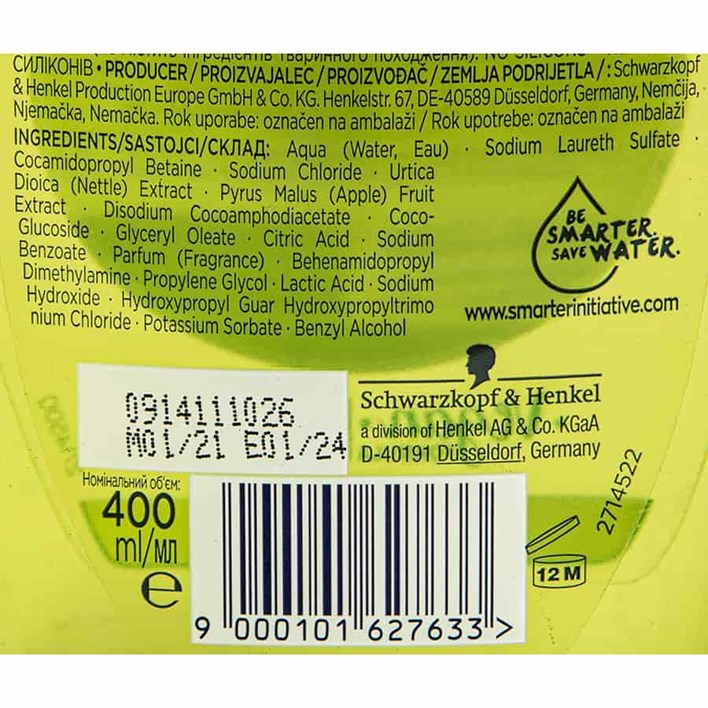 інгредієнтів тваринного походження). NO SILICONE
СИЛІКОНІВ • PRODUCER / PROIZVAJALEC / PROIZVOĐAČ / ZEMLJA PODRIJETLA / : Schwarzkopf
& Henkel Production Europe GmbH & Co. KG. Henkelstr. 67, DE-40589 Düsseldorf, Germany, Nemčija,
Njemačka, Nemačka. Rok uporabe: označen na ambalaži / Rok upotrebe: označen na ambalaži
INGREDIENTS/SASTOJCI/СКЛАД: Aqua (Water, Eau) · Sodium Laureth Sulfate ·
Cocamidopropyl Betaine · Sodium Chloride · Urtica
Dioica (Nettle) Extract · Pyrus Malus (Apple) Fruit
Extract · Disodium Cocoamphodiacetate · Coco-
Glucoside · Glyceryl Oleate · Citric Acid · Sodium
Benzoate · Parfum (Fragrance) · Behenamidopropyl
Dimethylamine · Propylene Glycol · Lactic Acid · Sodium
Hydroxide · Hydroxypropyl Guar Hydroxypropyltrimo
nium Chloride · Potassium Sorbate · Benzyl Alcohol
BE
SMARTER.
SAVE WATER.
www.smarterinitiative.com
0914111026
M01/21 E01/24
Schwarzkopf & Henkel
a division of Henkel AG & Co. KGaA
D-40191 Düsseldorf, Germany
Номінальний об'єм:
400
ml/мл
e
2714522
12 M
9 000101 627633 >